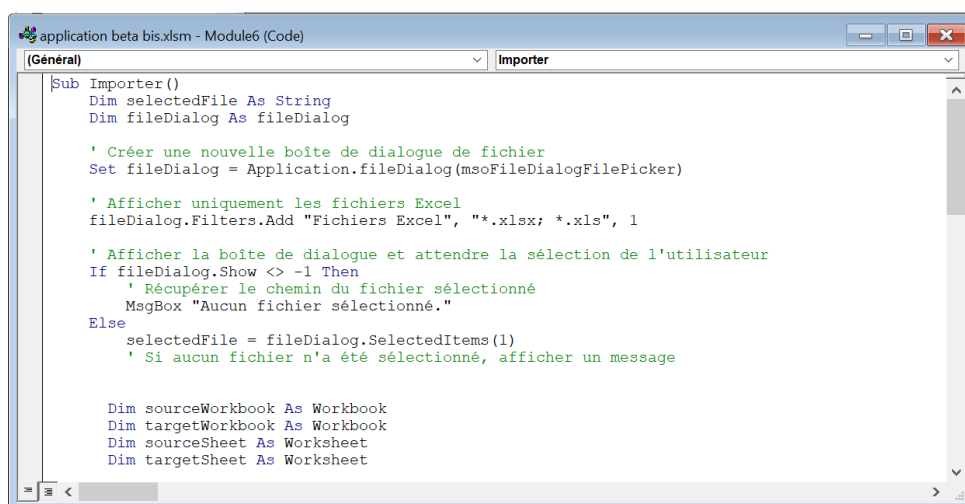 application beta bis.xlsm - Module6 (Code)
(Général) Importer
Sub Importer()
Dim selectedFile As String
Dim fileDialog As fileDialog
' Créer une nouvelle boîte de dialogue de fichier
Set fileDialog = Application.fileDialog(msoFileDialogFilePicker)
' Afficher uniquement les fichiers Excel
fileDialog.Filters.Add "Fichiers Excel", "*.xlsx; *.xls", 1
' Afficher la boîte de dialogue et attendre la sélection de l'utilisateur
If fileDialog.Show <> -1 Then
' Récupérer le chemin du fichier sélectionné
MsgBox "Aucun fichier sélectionné."
Else
selectedFile = fileDialog.SelectedItems(1)
' Si aucun fichier n'a été sélectionné, afficher un message
Dim sourceWorkbook As Workbook
Dim targetWorkbook As Workbook
Dim sourceSheet As Worksheet
Dim targetSheet As Worksheet